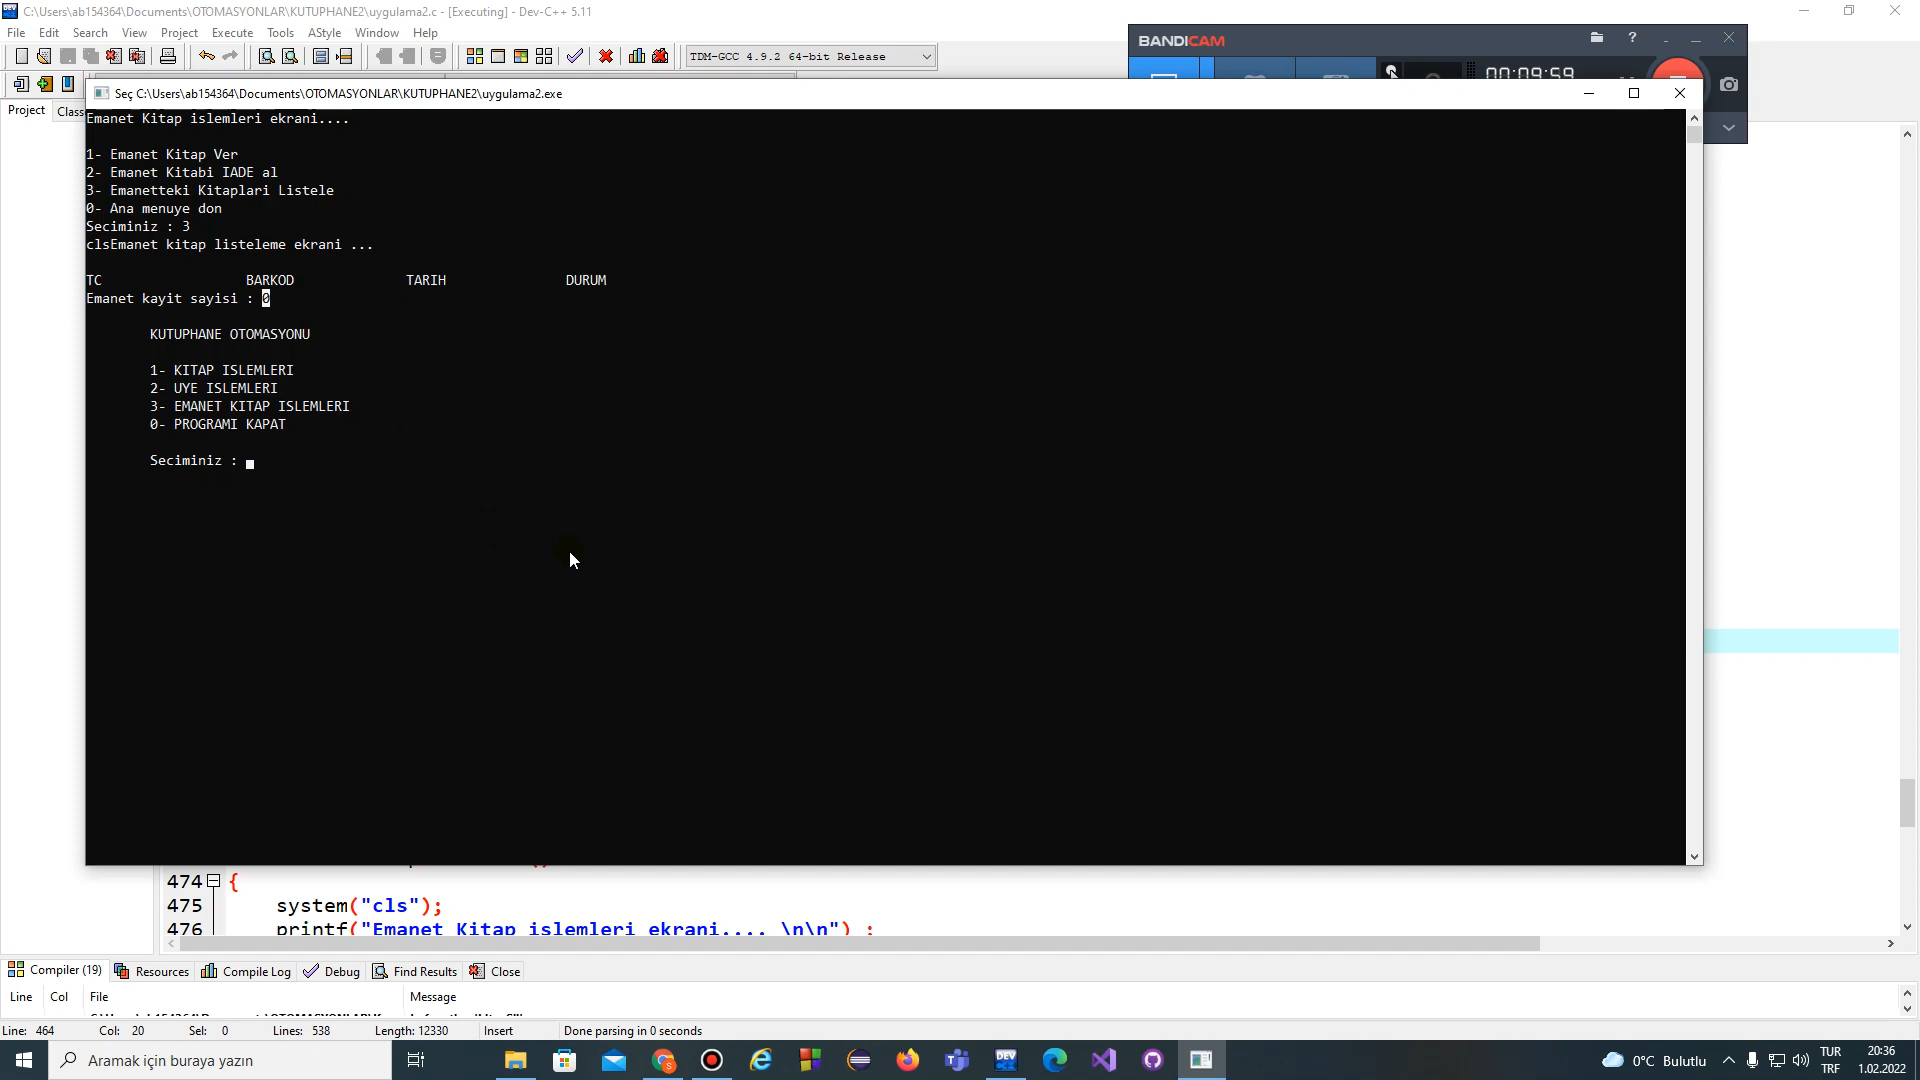 C:\Users\ab154364\Documents\OTOMASYONLAR\KUTUPHANE2\uygulama2.c - [Executing] - Dev-C++ 5.11
File Edit Search View Project Execute Tools AStyle Window Help
BANDICAM
?
TDM-GCC 4.9.2 64-bit Release
00:09:59
Seç C:\Users\ab154364\Documents\OTOMASYONLAR\KUTUPHANE2\uygulama2.exe
Project Class
Emanet Kitap islemleri ekrani....
1- Emanet Kitap Ver
2- Emanet Kitabi IADE al
3- Emanetteki Kitaplari Listele
0- Ana menuye don
Seciminiz : 3
clsEmanet kitap listeleme ekrani ...
TC BARKOD TARIH DURUM
Emanet kayit sayisi : 0
KUTUPHANE OTOMASYONU
1- KITAP ISLEMLERI
2- UYE ISLEMLERI
3- EMANET KITAP ISLEMLERI
0- PROGRAMI KAPAT
Seciminiz :
474 {
475 system("cls");
476 printf("Emanet Kitap islemleri ekrani.... \n\n") ;
Compiler (19) Resources Compile Log Debug Find Results Close
Line Col File Message
Line: 464 Col: 20 Sel: 0 Lines: 538 Length: 12330 Insert Done parsing in 0 seconds
Aramak için buraya yazın
DEV
0°C Bulutlu
TUR
TRF
20:36
1.02.2022